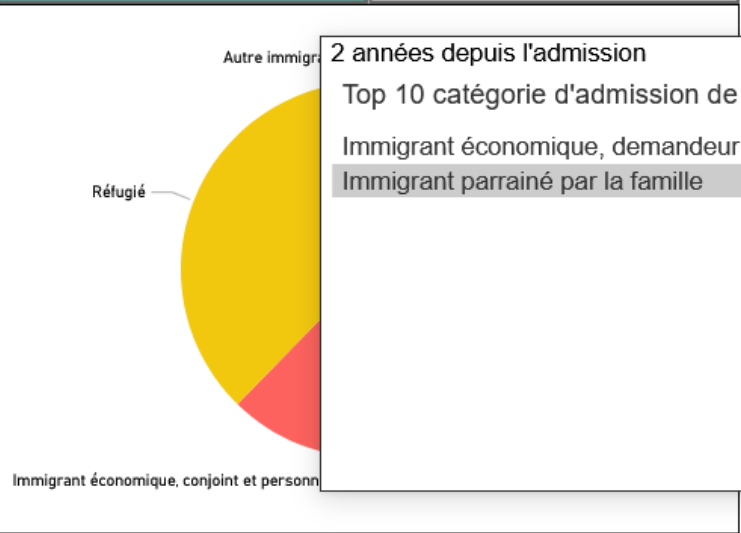 Autre immigra
2 années depuis l'admission
Top 10 catégorie d'admission de
Immigrant économique, demandeur
Immigrant parrainé par la famille
Réfugié
Immigrant économique, conjoint et personn